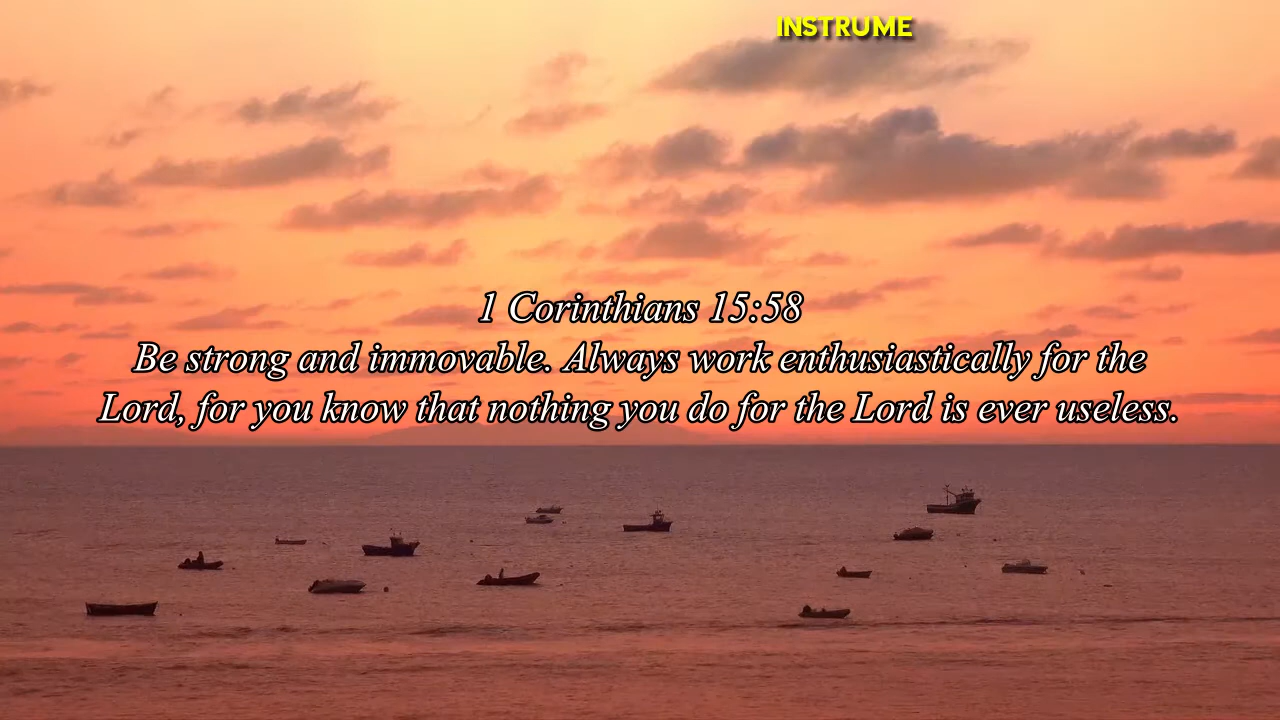 INSTRUME
1 Corinthians 15:58
Be strong and immovable. Always work enthusiastically for the
Lord, for you know that nothing you do for the Lord is ever useless.